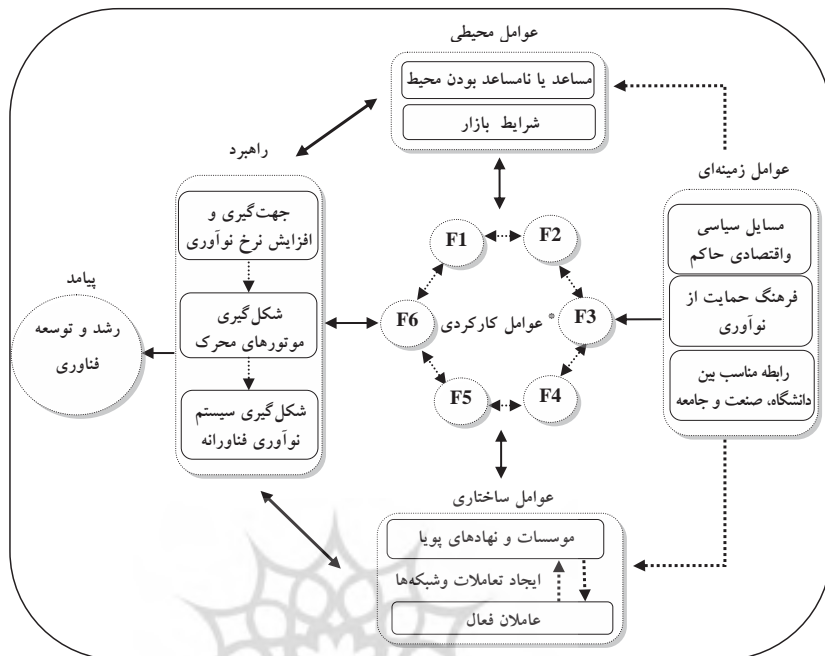 عوامل محیطی
مساعد یا نامساعد بودن محیط
شرایط بازار
عوامل زمینه‌ای
مسایل سیاسی
واقتصادی حاکم
فرهنگ حمایت از
نوآوری
رابطه مناسب بین
دانشگاه، صنعت و جامعه
F1
F2
F3
F4
F5
F6
عوامل کارکردی*
راهبرد
جهت‌گیری و
افزایش نرخ نوآوری
شکل‌گیری
موتورهای محرک
شکل‌گیری سیستم
نوآوری فناورانه
پیامد
رشد و توسعه
فناوری
عوامل ساختاری
موسسات و نهادهای پویا
ایجاد تعاملات وشبکه‌ها
عاملان فعال